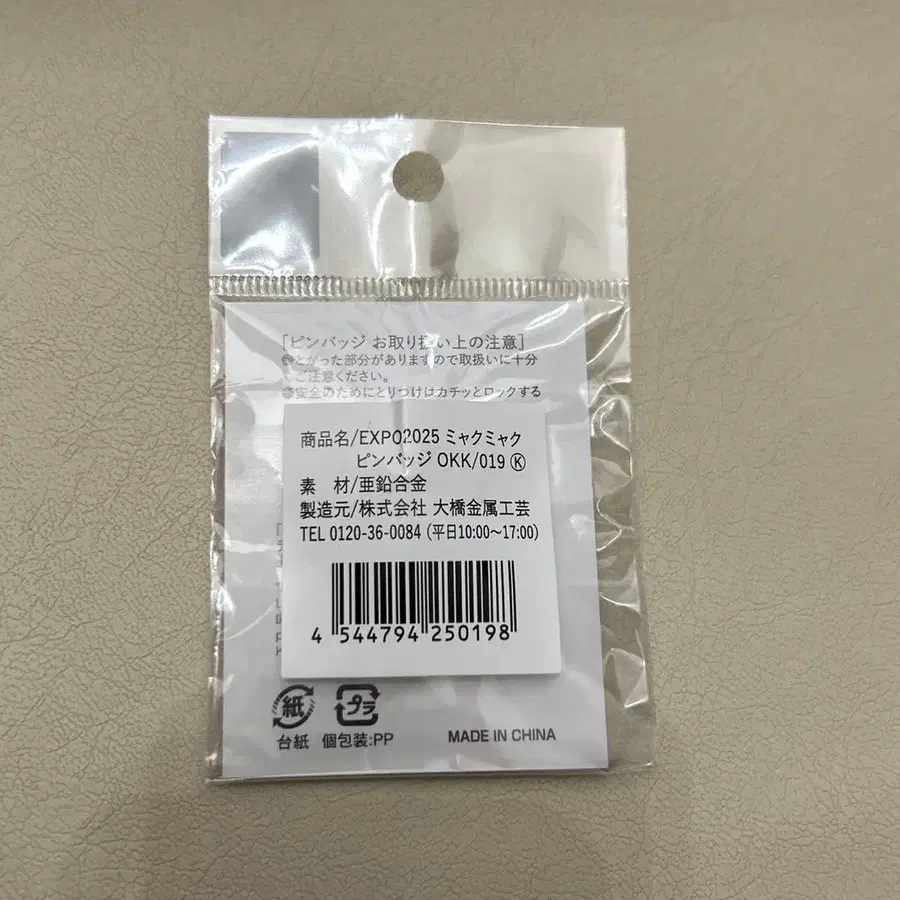 [ピンバッジ お取り扱い上の注意]
●とがった部分がありますので取扱いに十分
ご注意ください。
●安全のためにとりつけはカチッとロックする
商品名/EXPO2025 ミャクミャク
ピンバッジ OKK/019 Ⓚ
素 材/亜鉛合金
製造元/株式会社 大橋金属工芸
TEL 0120-36-0084 (平日10:00〜17:00)
4 544794 250198
紙 プラ
台紙 個包装:PP MADE IN CHINA